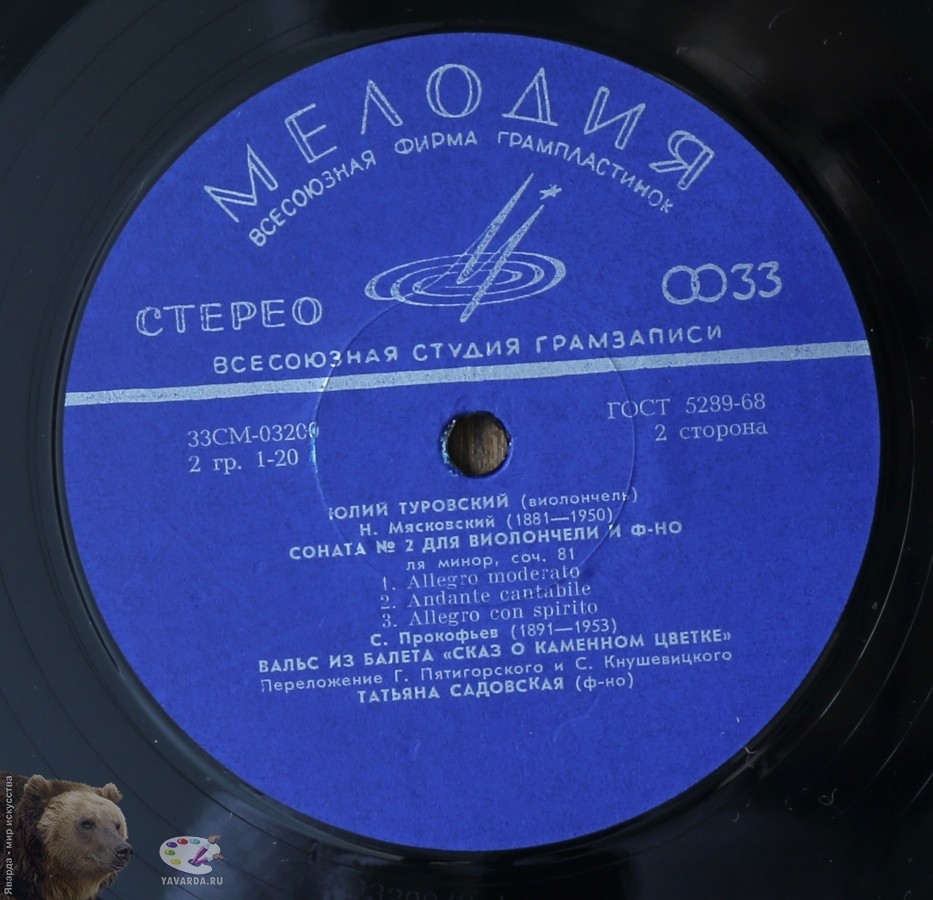 МЕЛОДИЯ
ВСЕСОЮЗНАЯ ФИРМА ГРАМПЛАСТИНОК
СТЕРЕО
33
ВСЕСОЮЗНАЯ СТУДИЯ ГРАМЗАПИСИ
33СМ-03200
2 гр. 1-20
ГОСТ 5289-68
2 сторона
ЮЛИЙ ТУРОВСКИЙ (виолончель)
Н. Мясковский (1881—1950)
СОНАТА № 2 ДЛЯ ВИОЛОНЧЕЛИ И Ф-НО
ля минор, соч. 81
1. Allegro moderato
2. Andante cantabile
3. Allegro con spirito
С. Прокофьев (1891—1953)
ВАЛЬС ИЗ БАЛЕТА «СКАЗ О КАМЕННОМ ЦВЕТКЕ»
Переложение Г. Пятигорского и С. Кнушевицкого
ТАТЬЯНА САДОВСКАЯ (ф-но)
Яварда - мир искусства
YAVARDA.RU